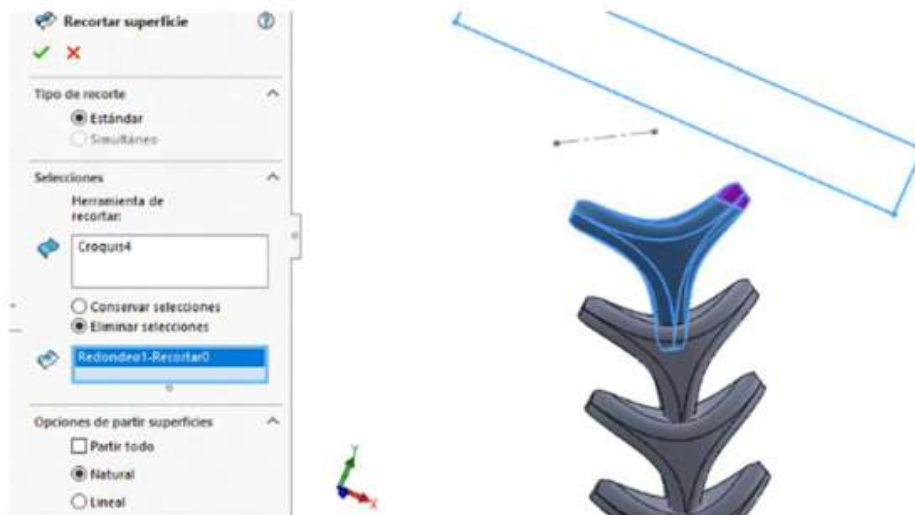 Recortar superficie
Tipo de recorte
Estándar
Simultáneo
Selecciones
Herramienta de
recortar:
Croquis4
Conservar selecciones
Eliminar selecciones
Redondeo1-Recortar0
Opciones de partir superficies
Partir todo
Natural
Lineal
Y
X